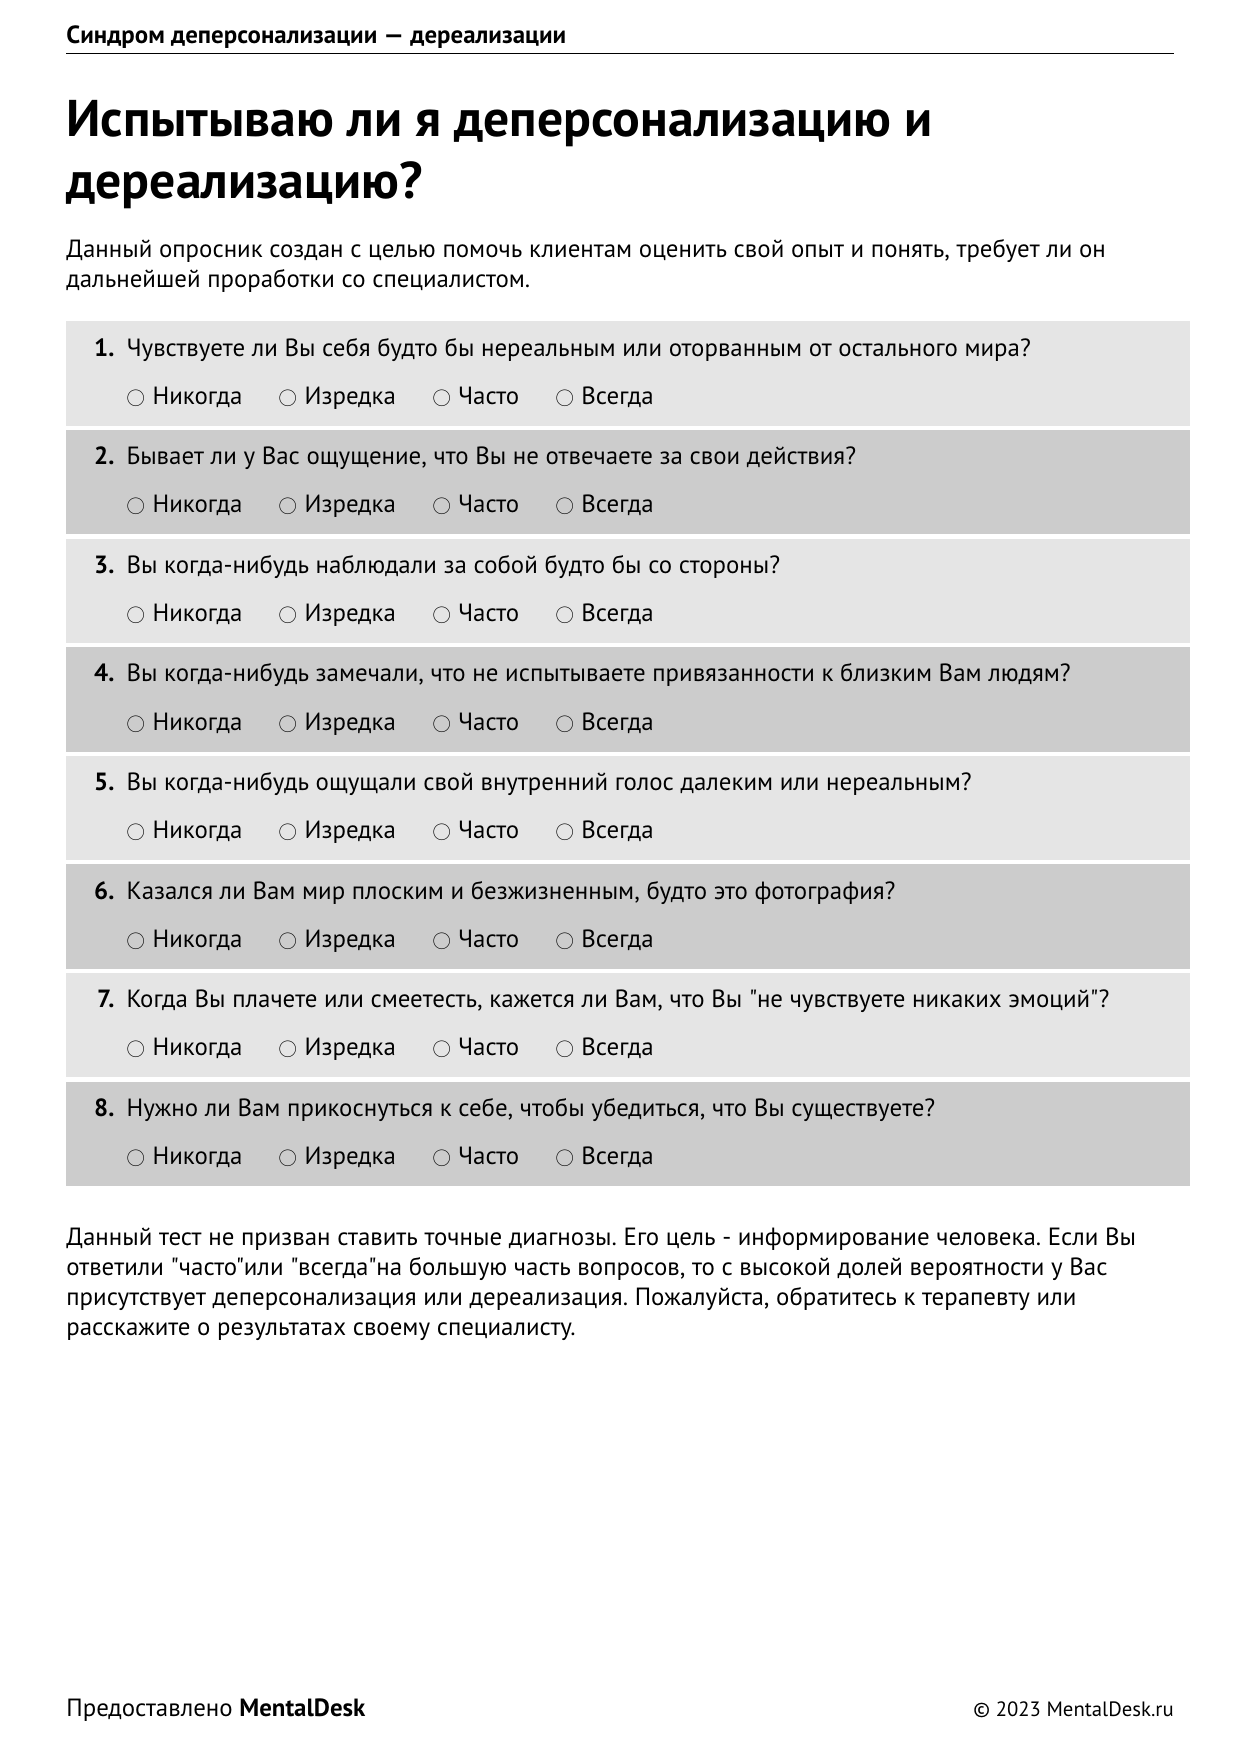 Синдром деперсонализации — дереализации
Испытываю ли я деперсонализацию и
дереализацию?
Данный опросник создан с целью помочь клиентам оценить свой опыт и понять, требует ли он
дальнейшей проработки со специалистом.
1. Чувствуете ли Вы себя будто бы нереальным или оторванным от остального мира?
○ Никогда ○ Изредка ○ Часто ○ Всегда
2. Бывает ли у Вас ощущение, что Вы не отвечаете за свои действия?
○ Никогда ○ Изредка ○ Часто ○ Всегда
3. Вы когда-нибудь наблюдали за собой будто бы со стороны?
○ Никогда ○ Изредка ○ Часто ○ Всегда
4. Вы когда-нибудь замечали, что не испытываете привязанности к близким Вам людям?
○ Никогда ○ Изредка ○ Часто ○ Всегда
5. Вы когда-нибудь ощущали свой внутренний голос далеким или нереальным?
○ Никогда ○ Изредка ○ Часто ○ Всегда
6. Казался ли Вам мир плоским и безжизненным, будто это фотография?
○ Никогда ○ Изредка ○ Часто ○ Всегда
7. Когда Вы плачете или смеетесть, кажется ли Вам, что Вы "не чувствуете никаких эмоций"?
○ Никогда ○ Изредка ○ Часто ○ Всегда
8. Нужно ли Вам прикоснуться к себе, чтобы убедиться, что Вы существуете?
○ Никогда ○ Изредка ○ Часто ○ Всегда
Данный тест не призван ставить точные диагнозы. Его цель - информирование человека. Если Вы
ответили "часто"или "всегда"на большую часть вопросов, то с высокой долей вероятности у Вас
присутствует деперсонализация или дереализация. Пожалуйста, обратитесь к терапевту или
расскажите о результатах своему специалисту.
Предоставлено MentalDesk
© 2023 MentalDesk.ru